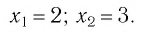 x₁ = 2; x₂ = 3.